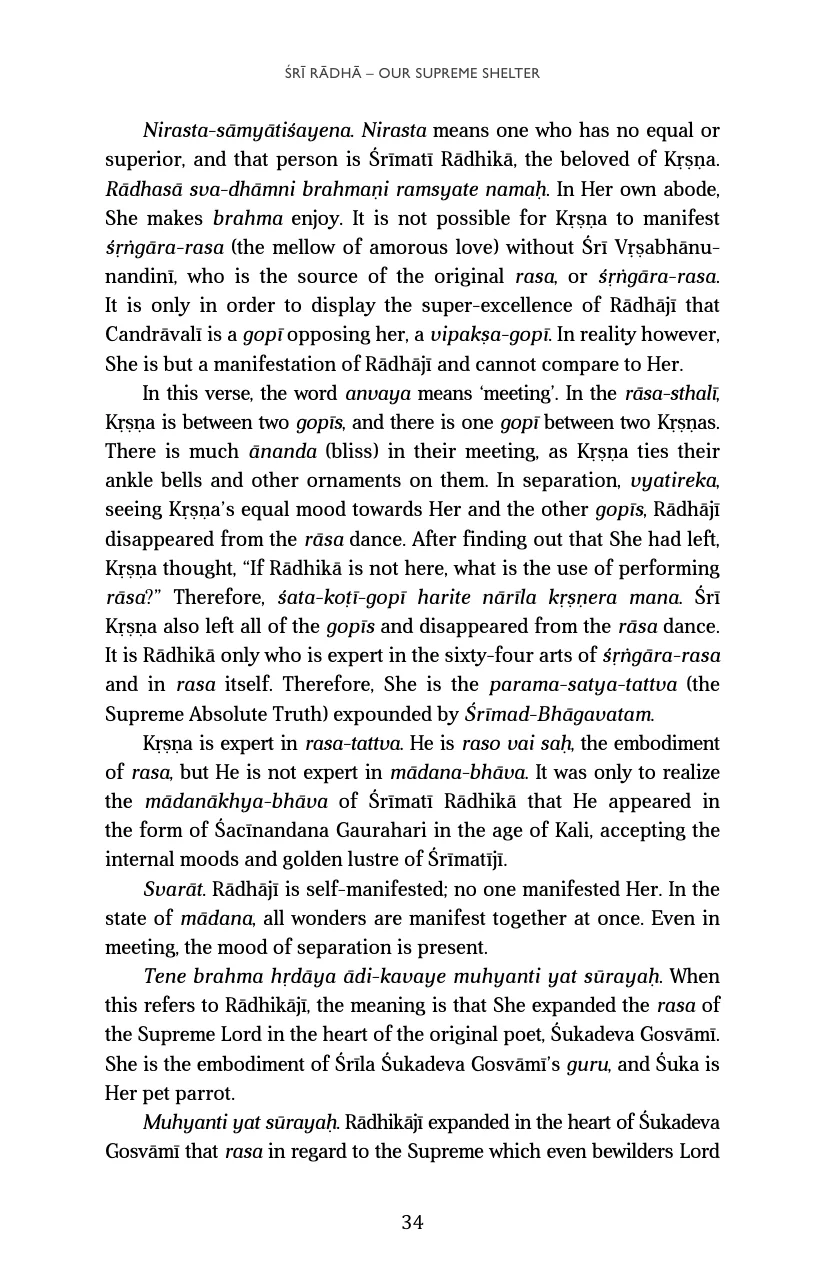 ŚRĪ RĀDHĀ – OUR SUPREME SHELTER
Nirasta-sāmyātiśayena. Nirasta means one who has no equal or
superior, and that person is Śrīmatī Rādhikā, the beloved of Kṛṣṇa.
Rādhasā sva-dhāmni brahmaṇi ramsyate namaḥ. In Her own abode,
She makes brahma enjoy. It is not possible for Kṛṣṇa to manifest
śṛṅgāra-rasa (the mellow of amorous love) without Śrī Vṛṣabhānu-
nandinī, who is the source of the original rasa, or śṛṅgāra-rasa.
It is only in order to display the super-excellence of Rādhājī that
Candrāvalī is a gopī opposing her, a vipakṣa-gopī. In reality however,
She is but a manifestation of Rādhājī and cannot compare to Her.
In this verse, the word anvaya means ‘meeting’. In the rāsa-sthalī,
Kṛṣṇa is between two gopīs, and there is one gopī between two Kṛṣṇas.
There is much ānanda (bliss) in their meeting, as Kṛṣṇa ties their
ankle bells and other ornaments on them. In separation, vyatireka,
seeing Kṛṣṇa’s equal mood towards Her and the other gopīs, Rādhājī
disappeared from the rāsa dance. After finding out that She had left,
Kṛṣṇa thought, “If Rādhikā is not here, what is the use of performing
rāsa?” Therefore, śata-koṭī-gopī harite nārīla kṛṣṇera mana. Śrī
Kṛṣṇa also left all of the gopīs and disappeared from the rāsa dance.
It is Rādhikā only who is expert in the sixty-four arts of śṛṅgāra-rasa
and in rasa itself. Therefore, She is the parama-satya-tattva (the
Supreme Absolute Truth) expounded by Śrīmad-Bhāgavatam.
Kṛṣṇa is expert in rasa-tattva. He is raso vai saḥ, the embodiment
of rasa, but He is not expert in mādana-bhāva. It was only to realize
the mādanākhya-bhāva of Śrīmatī Rādhikā that He appeared in
the form of Śacīnandana Gaurahari in the age of Kali, accepting the
internal moods and golden lustre of Śrīmatījī.
Svarāt. Rādhājī is self-manifested; no one manifested Her. In the
state of mādana, all wonders are manifest together at once. Even in
meeting, the mood of separation is present.
Tene brahma hṛdāya ādi-kavaye muhyanti yat sūrayaḥ. When
this refers to Rādhikājī, the meaning is that She expanded the rasa of
the Supreme Lord in the heart of the original poet, Śukadeva Gosvāmī.
She is the embodiment of Śrīla Śukadeva Gosvāmī’s guru, and Śuka is
Her pet parrot.
Muhyanti yat sūrayaḥ. Rādhikājī expanded in the heart of Śukadeva
Gosvāmī that rasa in regard to the Supreme which even bewilders Lord
34